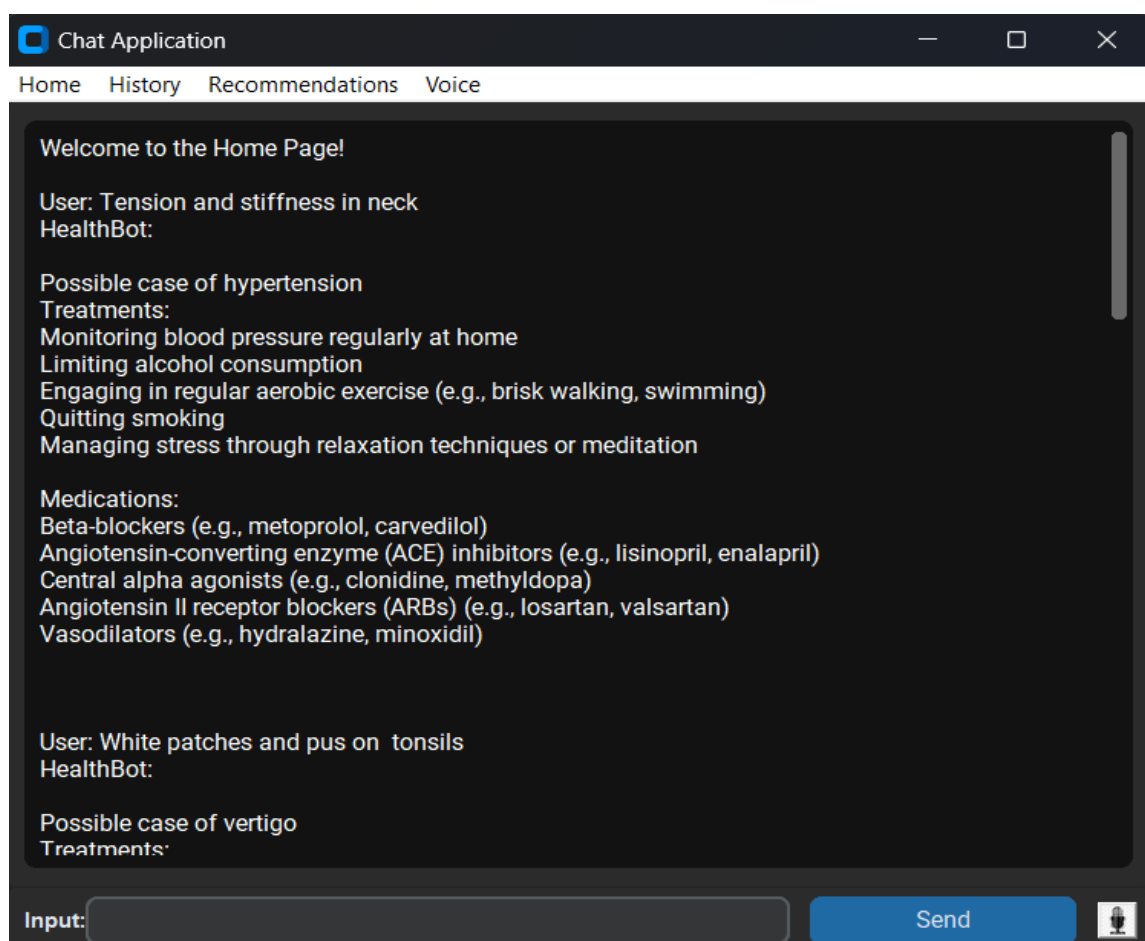 Chat Application
Home History Recommendations Voice
Welcome to the Home Page!
User: Tension and stiffness in neck
HealthBot:
Possible case of hypertension
Treatments:
Monitoring blood pressure regularly at home
Limiting alcohol consumption
Engaging in regular aerobic exercise (e.g., brisk walking, swimming)
Quitting smoking
Managing stress through relaxation techniques or meditation
Medications:
Beta-blockers (e.g., metoprolol, carvedilol)
Angiotensin-converting enzyme (ACE) inhibitors (e.g., lisinopril, enalapril)
Central alpha agonists (e.g., clonidine, methyldopa)
Angiotensin II receptor blockers (ARBs) (e.g., losartan, valsartan)
Vasodilators (e.g., hydralazine, minoxidil)
User: White patches and pus on  tonsils
HealthBot:
Possible case of vertigo
Treatments:
Input:
Send